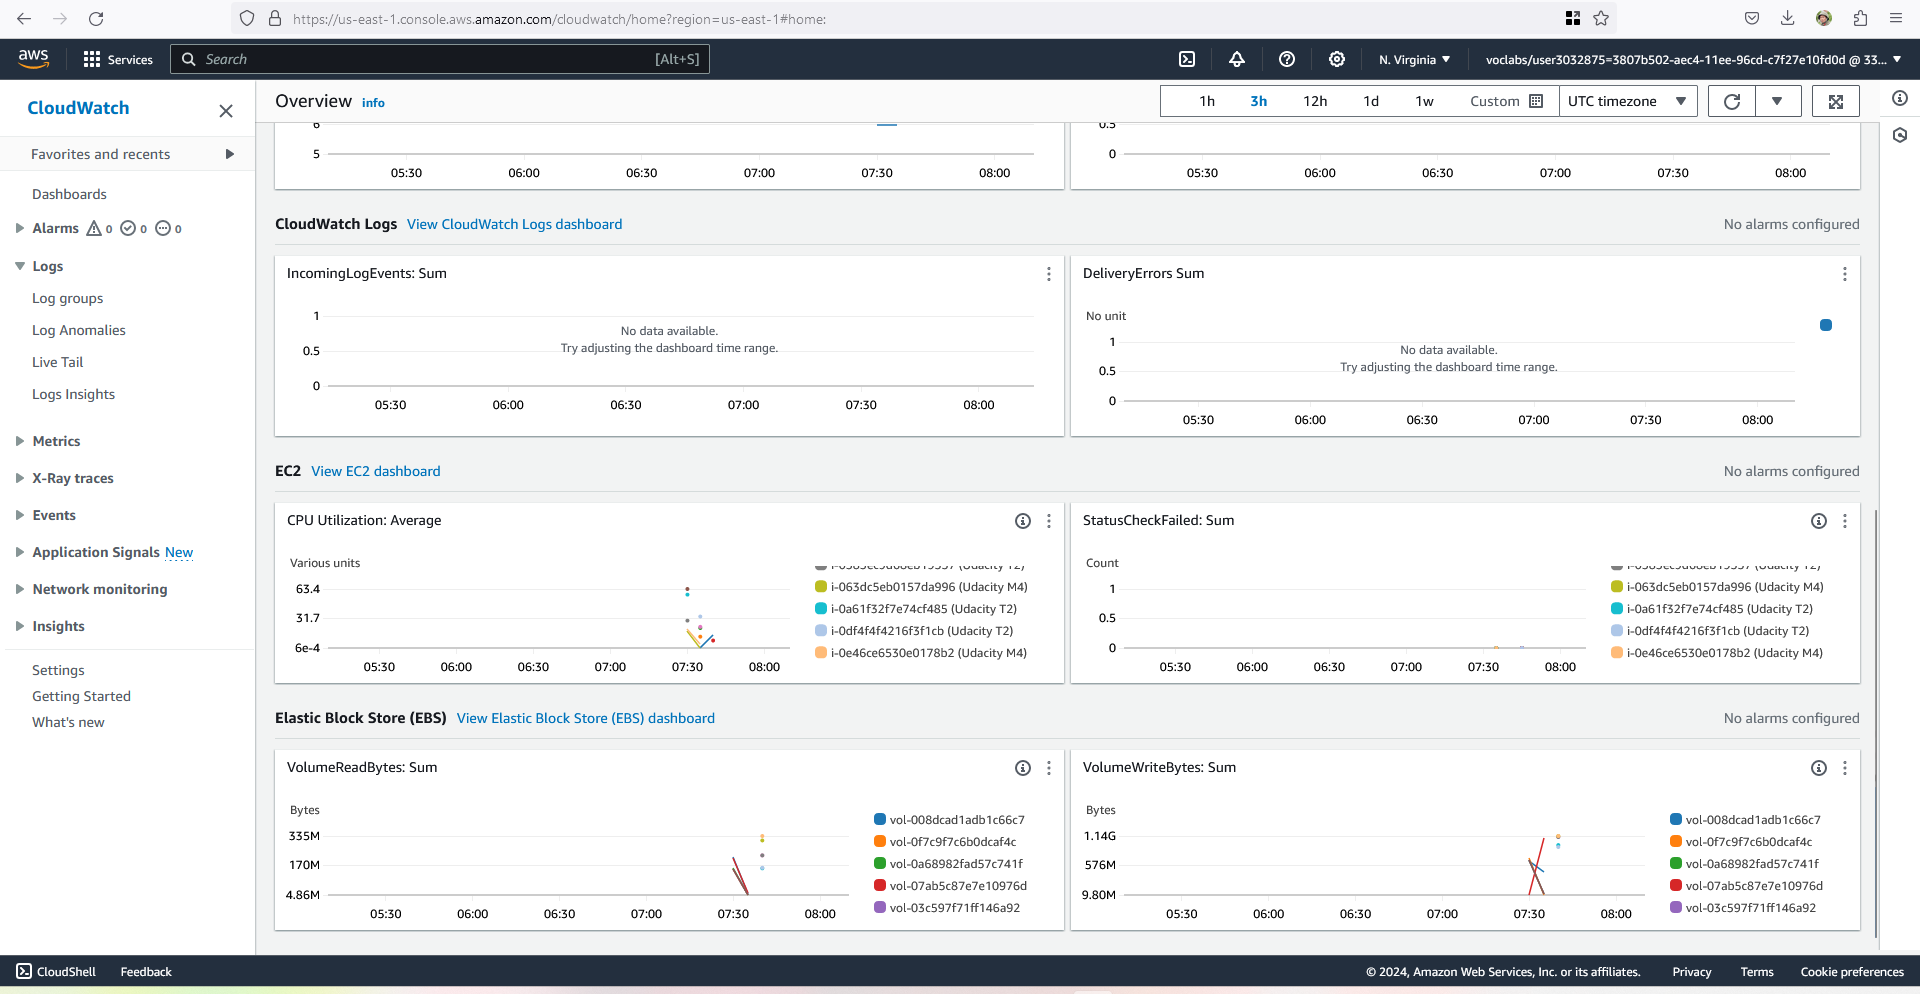 https://us-east-1.console.aws.amazon.com/cloudwatch/home?region=us-east-1#home:
aws
Services
Search
[Alt+S]
N. Virginia
voclabs/user3032875=3807b502-aec4-11ee-96cd-c7f27e10fd0d @ 33...
CloudWatch
Favorites and recents
Dashboards
Alarms 0 0 0
Logs
Log groups
Log Anomalies
Live Tail
Logs Insights
Metrics
X-Ray traces
Events
Application Signals New
Network monitoring
Insights
Settings
Getting Started
What's new
Overview info
1h 3h 12h 1d 1w Custom UTC timezone
6
5
05:30 06:00 06:30 07:00 07:30 08:00
0.5
0
05:30 06:00 06:30 07:00 07:30 08:00
CloudWatch Logs View CloudWatch Logs dashboard No alarms configured
IncomingLogEvents: Sum
1
No data available.
0.5
Try adjusting the dashboard time range.
0
05:30 06:00 06:30 07:00 07:30 08:00
DeliveryErrors Sum
No unit
1
No data available.
0.5
Try adjusting the dashboard time range.
0
05:30 06:00 06:30 07:00 07:30 08:00
EC2 View EC2 dashboard No alarms configured
CPU Utilization: Average
Various units
63.4
31.7
6e-4
05:30 06:00 06:30 07:00 07:30 08:00
i-063dc5eb0157da996 (Udacity M4)
i-0a61f32f7e74cf485 (Udacity T2)
i-0df4f4f4216f3f1cb (Udacity T2)
i-0e46ce6530e0178b2 (Udacity M4)
StatusCheckFailed: Sum
Count
1
0.5
0
05:30 06:00 06:30 07:00 07:30 08:00
i-063dc5eb0157da996 (Udacity M4)
i-0a61f32f7e74cf485 (Udacity T2)
i-0df4f4f4216f3f1cb (Udacity T2)
i-0e46ce6530e0178b2 (Udacity M4)
Elastic Block Store (EBS) View Elastic Block Store (EBS) dashboard No alarms configured
VolumeReadBytes: Sum
Bytes
335M
170M
4.86M
05:30 06:00 06:30 07:00 07:30 08:00
vol-008dcad1adb1c66c7
vol-0f7c9f7c6b0dcaf4c
vol-0a68982fad57c741f
vol-07ab5c87e7e10976d
vol-03c597f71ff146a92
VolumeWriteBytes: Sum
Bytes
1.14G
576M
9.80M
05:30 06:00 06:30 07:00 07:30 08:00
vol-008dcad1adb1c66c7
vol-0f7c9f7c6b0dcaf4c
vol-0a68982fad57c741f
vol-07ab5c87e7e10976d
vol-03c597f71ff146a92
CloudShell Feedback
© 2024, Amazon Web Services, Inc. or its affiliates. Privacy Terms Cookie preferences